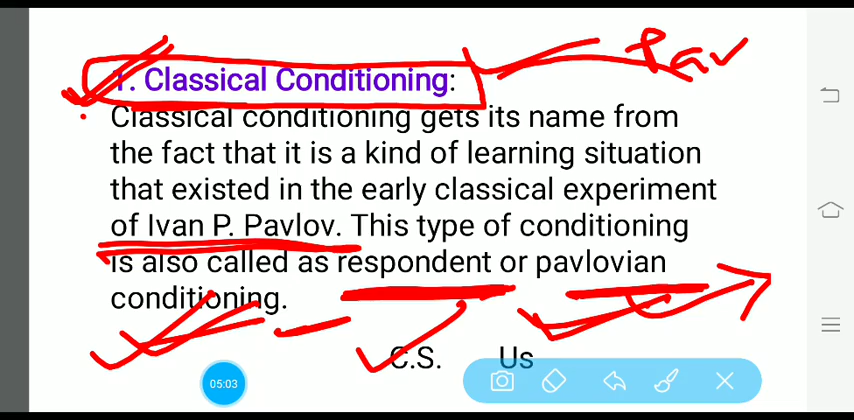 1. Classical Conditioning:
Pav
Classical conditioning gets its name from
the fact that it is a kind of learning situation
that existed in the early classical experiment
of Ivan P. Pavlov. This type of conditioning
is also called as respondent or pavlovian
conditioning.
C.S. Us
05:03